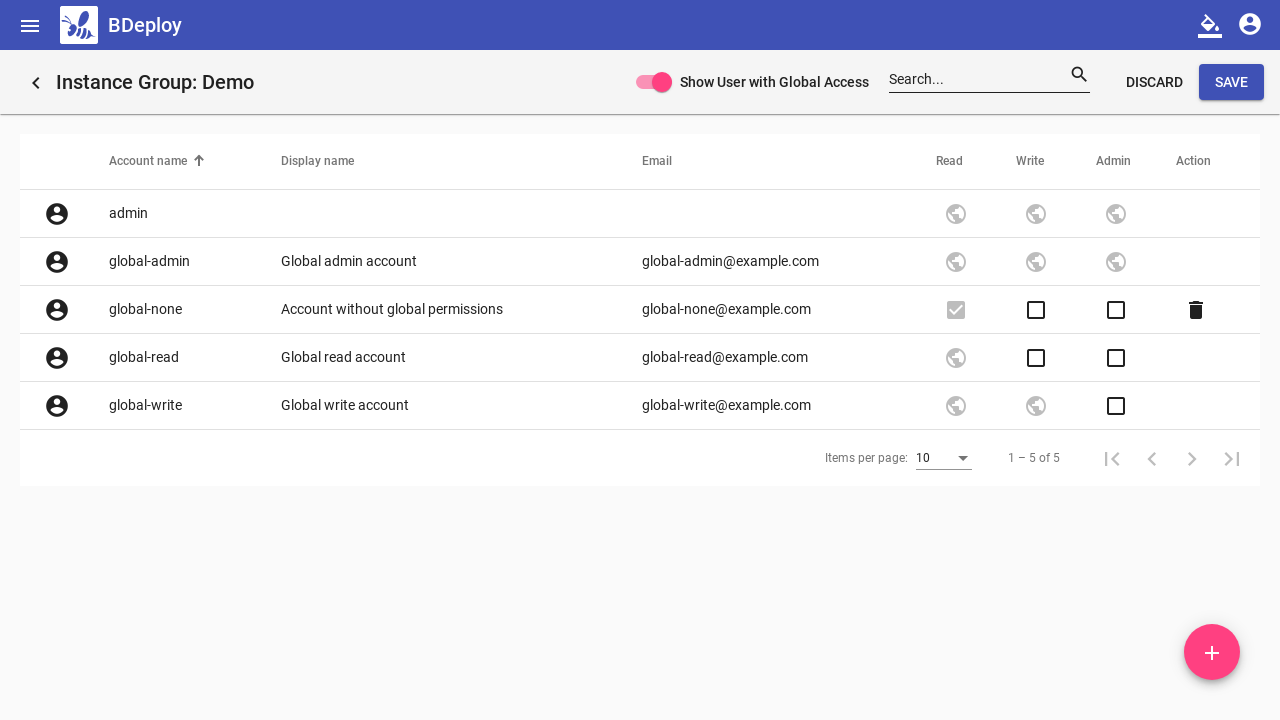 BDeploy
Instance Group: Demo
Show User with Global Access
Search...
DISCARD
SAVE
Account name
Display name
Email
Read
Write
Admin
Action
admin
global-admin Global admin account global-admin@example.com
global-none Account without global permissions global-none@example.com
global-read Global read account global-read@example.com
global-write Global write account global-write@example.com
Items per page: 10 1 – 5 of 5